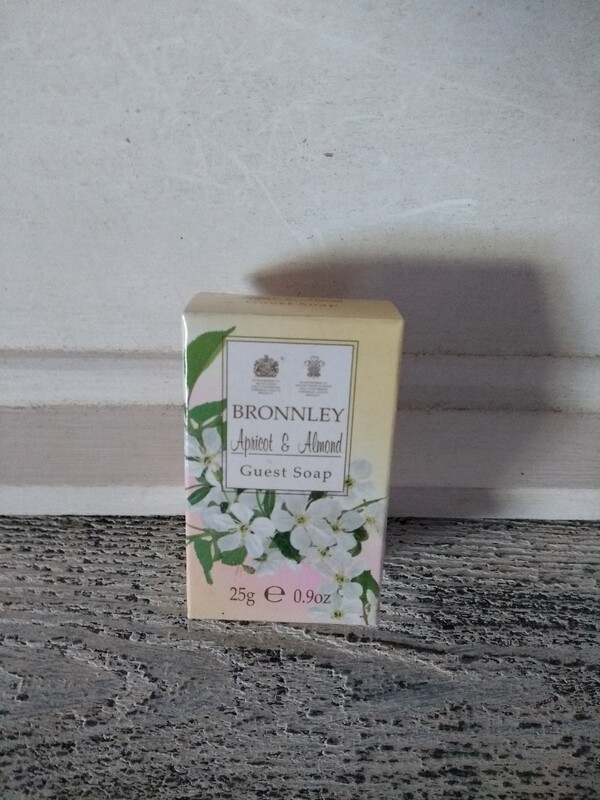 BRONNLEY
Apricot & Almond
Guest Soap
25g e 0.9oz